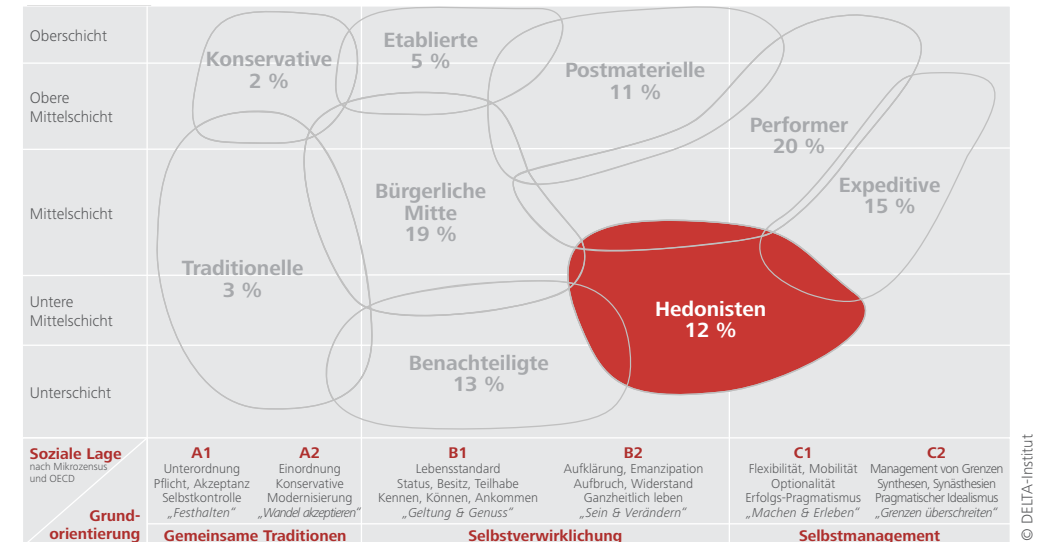 Oberschicht
Obere
Mittelschicht
Mittelschicht
Untere
Mittelschicht
Unterschicht
Konservative
2 %
Etablierte
5 %
Postmaterielle
11 %
Performer
20 %
Expeditive
15 %
Bürgerliche
Mitte
19 %
Traditionelle
3 %
Hedonisten
12 %
Benachteiligte
13 %
Soziale Lage
nach Mikrozensus
und OECD
Grund-
orientierung
A1
Unterordnung
Pflicht, Akzeptanz
Selbstkontrolle
„Festhalten“
A2
Einordnung
Konservative
Modernisierung
„Wandel akzeptieren“
B1
Lebensstandard
Status, Besitz, Teilhabe
Kennen, Können, Ankommen
„Geltung & Genuss“
B2
Aufklärung, Emanzipation
Aufbruch, Widerstand
Ganzheitlich leben
„Sein & Verändern“
C1
Flexibilität, Mobilität
Optionalität
Erfolgs-Pragmatismus
„Machen & Erleben“
C2
Management von Grenzen
Synthesen, Synästhesien
Pragmatischer Idealismus
„Grenzen überschreiten“
Gemeinsame Traditionen
Selbstverwirklichung
Selbstmanagement
© DELTA-Institut